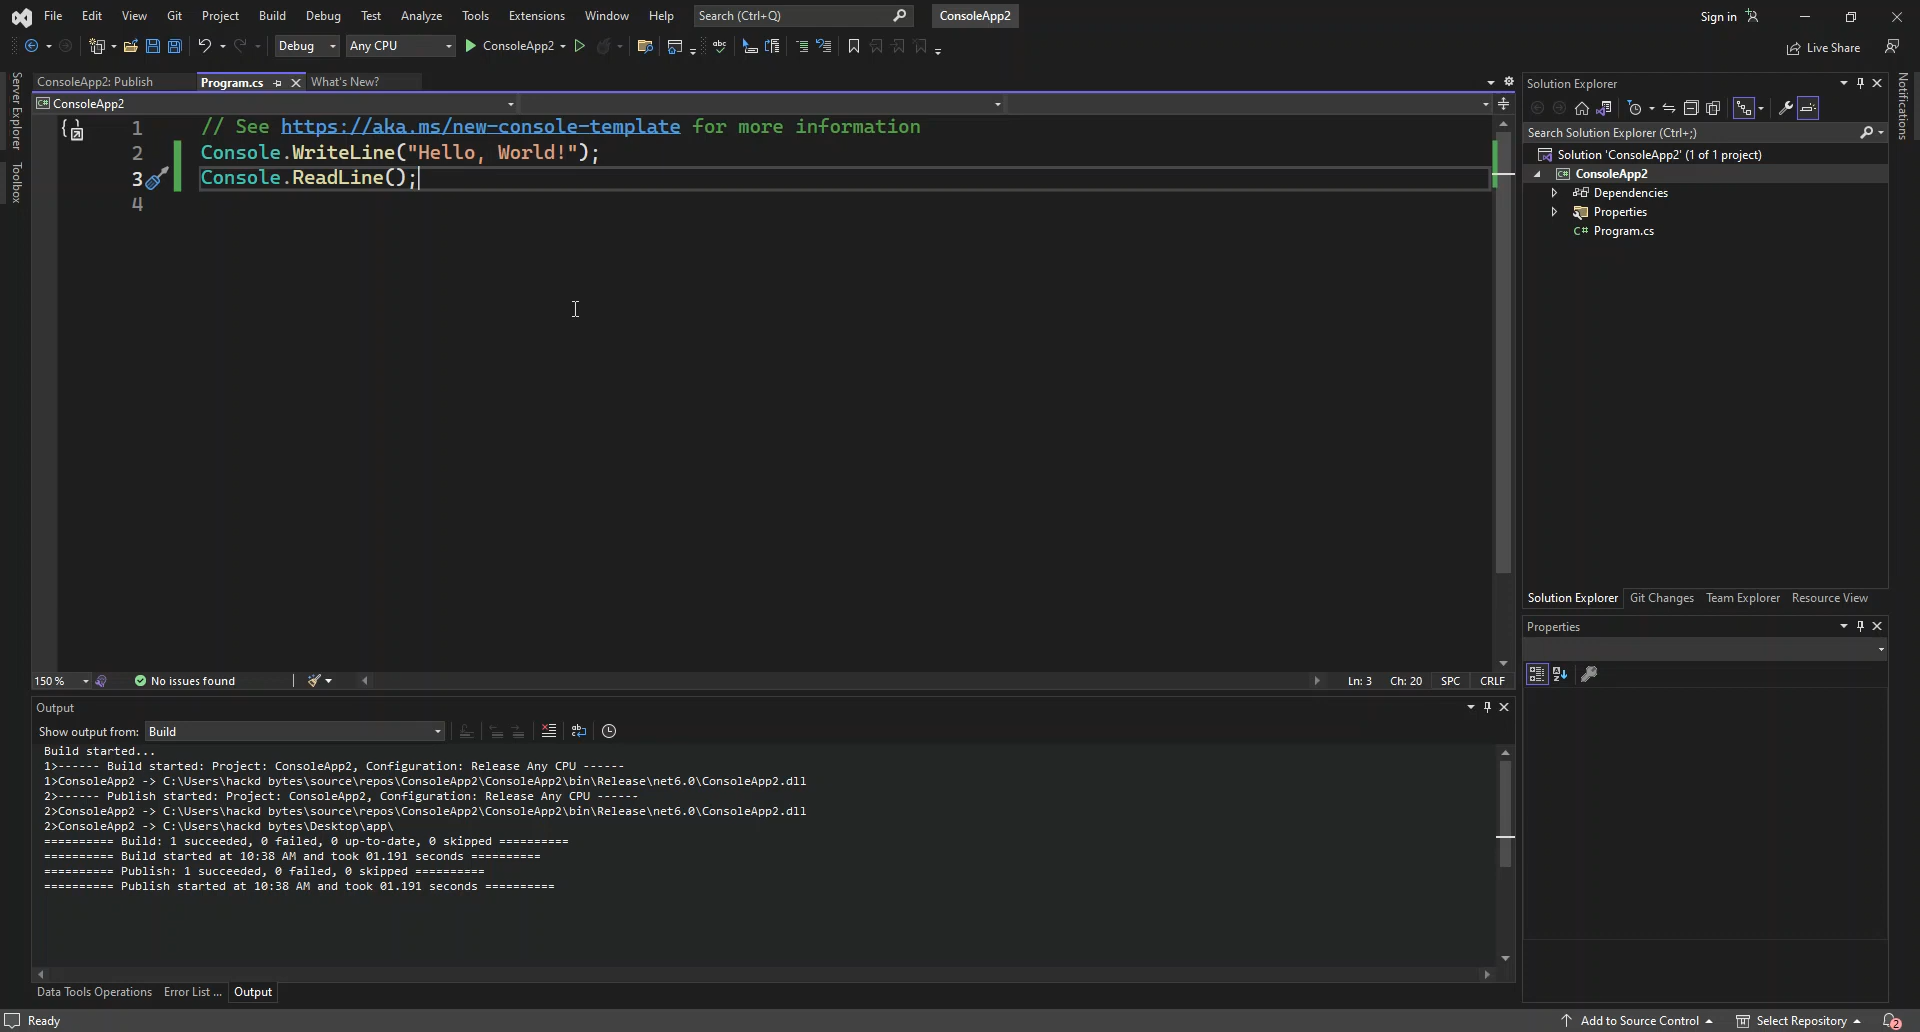 File Edit View Git Project Build Debug Test Analyze Tools Extensions Window Help Search (Ctrl+Q) ConsoleApp2 Sign in
Debug Any CPU ConsoleApp2 Live Share
Server Explorer
Toolbox
ConsoleApp2: Publish Program.cs What's New?
ConsoleApp2
1 // See https://aka.ms/new-console-template for more information
2 Console.WriteLine("Hello, World!");
3 Console.ReadLine();
4
150 % No issues found Ln: 3 Ch: 20 SPC CRLF
Output
Show output from: Build
Build started...
1>------ Build started: Project: ConsoleApp2, Configuration: Release Any CPU ------
1>ConsoleApp2 -> C:\Users\hackd bytes\source\repos\ConsoleApp2\ConsoleApp2\bin\Release\net6.0\ConsoleApp2.dll
2>------ Publish started: Project: ConsoleApp2, Configuration: Release Any CPU ------
2>ConsoleApp2 -> C:\Users\hackd bytes\source\repos\ConsoleApp2\ConsoleApp2\bin\Release\net6.0\ConsoleApp2.dll
2>ConsoleApp2 -> C:\Users\hackd bytes\Desktop\app\
========== Build: 1 succeeded, 0 failed, 0 up-to-date, 0 skipped ==========
========== Build started at 10:38 AM and took 01.191 seconds ==========
========== Publish: 1 succeeded, 0 failed, 0 skipped ==========
========== Publish started at 10:38 AM and took 01.191 seconds ==========
Data Tools Operations Error List ... Output
Solution Explorer
Search Solution Explorer (Ctrl+;)
Solution 'ConsoleApp2' (1 of 1 project)
C# ConsoleApp2
Dependencies
Properties
C# Program.cs
Solution Explorer Git Changes Team Explorer Resource View
Properties
Notifications
Ready Add to Source Control Select Repository 2